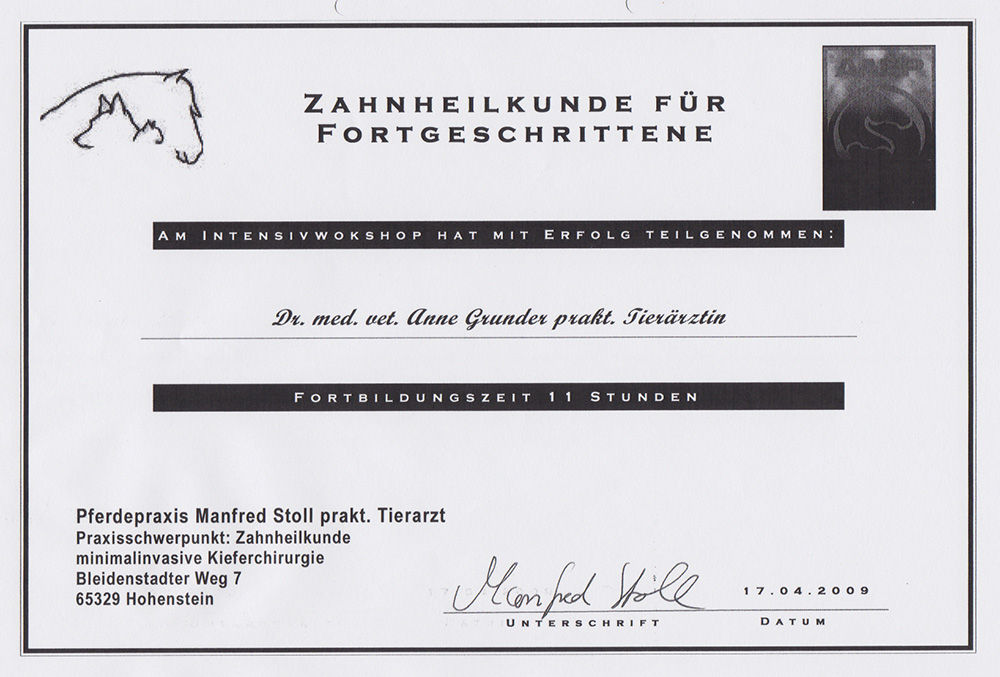 Zahnheilkunde für
Fortgeschrittene
Am Intensivwokshop hat mit Erfolg teilgenommen:
Dr. med. vet. Anne Grunder prakt. Tierärztin
Fortbildungszeit 11 Stunden
Pferdepraxis Manfred Stoll prakt. Tierarzt
Praxisschwerpunkt: Zahnheilkunde
minimalinvasive Kieferchirurgie
Bleidenstadter Weg 7
65329 Hohenstein
Manfred Stoll
17.04.2009
Unterschrift
Datum